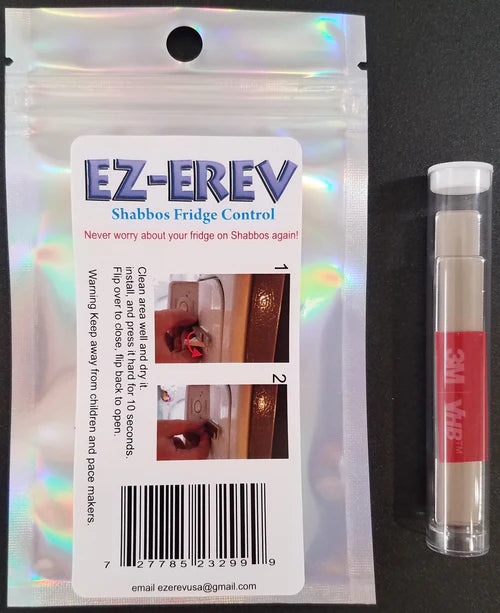 EZ-EREV
Shabbos Fridge Control
Never worry about your fridge on Shabbos again!
1
2
Clean area well and dry it.
install, and press it hard for 10 seconds.
Flip over to close, flip back to open.
Warning Keep away from children and pace makers.
7 27785 23299 9
email ezerevusa@gmail.com
3M VHB™